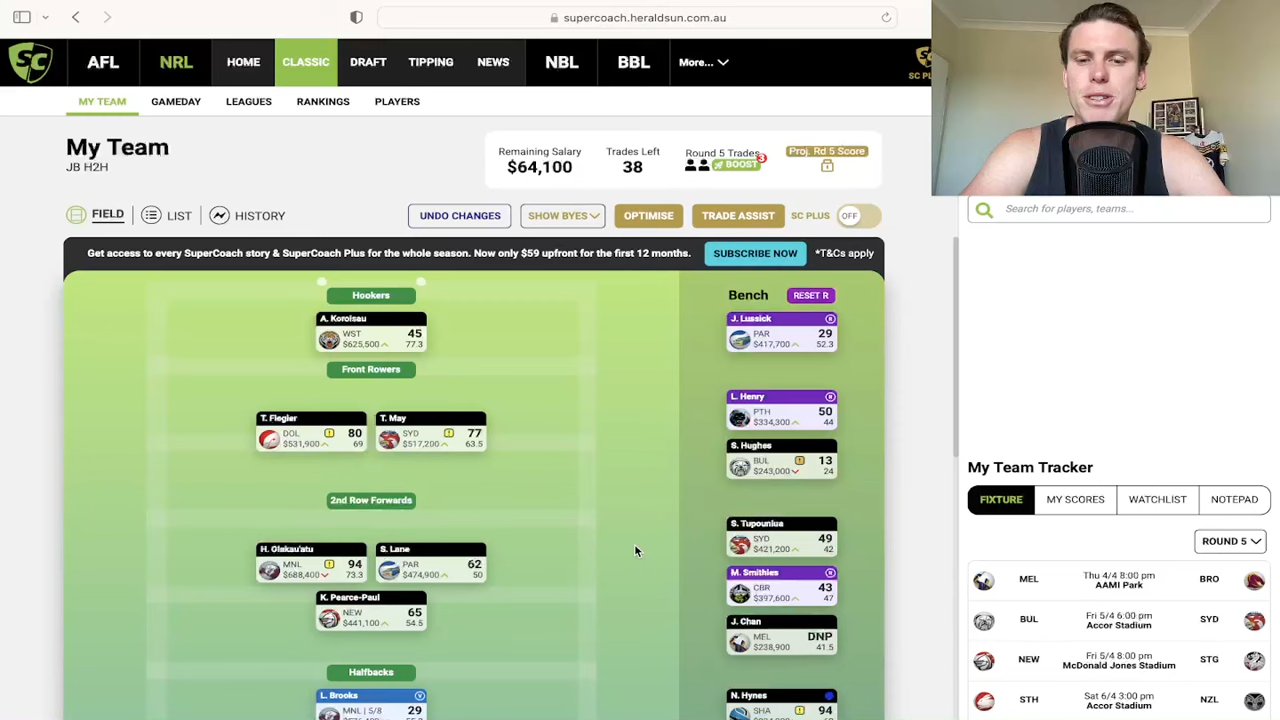 supercoach.heraldsun.com.au
SC AFL NRL HOME CLASSIC DRAFT TIPPING NEWS NBL BBL More... SC
SC PLUS
MY TEAM GAMEDAY LEAGUES RANKINGS PLAYERS
My Team
JB H2H
Remaining Salary Trades Left Round 5 Trades Proj. Rd 5 Score
$64,100 38 BOOST 3
FIELD LIST HISTORY UNDO CHANGES SHOW BYES OPTIMISE TRADE ASSIST SC PLUS OFF
Search for players, teams...
Get access to every SuperCoach story & SuperCoach Plus for the whole season. Now only $59 upfront for the first 12 months. SUBSCRIBE NOW *T&Cs apply
Hookers
A. Koroisau
WST 45
$625,500 77.3
Front Rowers
T. Flegler
DOL 80
$531,900 69
T. May
SYD 77
$517,200 63.5
2nd Row Forwards
H. Olakau'atu
MNL 94
$688,400 73.3
S. Lane
PAR 62
$474,900 50
K. Pearce-Paul
NEW 65
$441,100 54.5
Halfbacks
L. Brooks V
MNL | 5/8 29
Bench RESET R
J. Lussick R
PAR 29
$417,700 52.3
L. Henry R
PTH 50
$334,300 44
S. Hughes
BUL 13
$243,000 24
S. Tupouniua
SYD 49
$421,200 42
M. Smithies R
CBR 43
$397,600 47
J. Chan
MEL DNP
$238,900 41.5
N. Hynes
SHA 94
My Team Tracker
FIXTURE MY SCORES WATCHLIST NOTEPAD
ROUND 5
MEL Thu 4/4 8:00 pm BRO
AAMI Park
BUL Fri 5/4 6:00 pm SYD
Accor Stadium
NEW Fri 5/4 8:00 pm STG
McDonald Jones Stadium
STH Sat 6/4 3:00 pm NZL
Accor Stadium